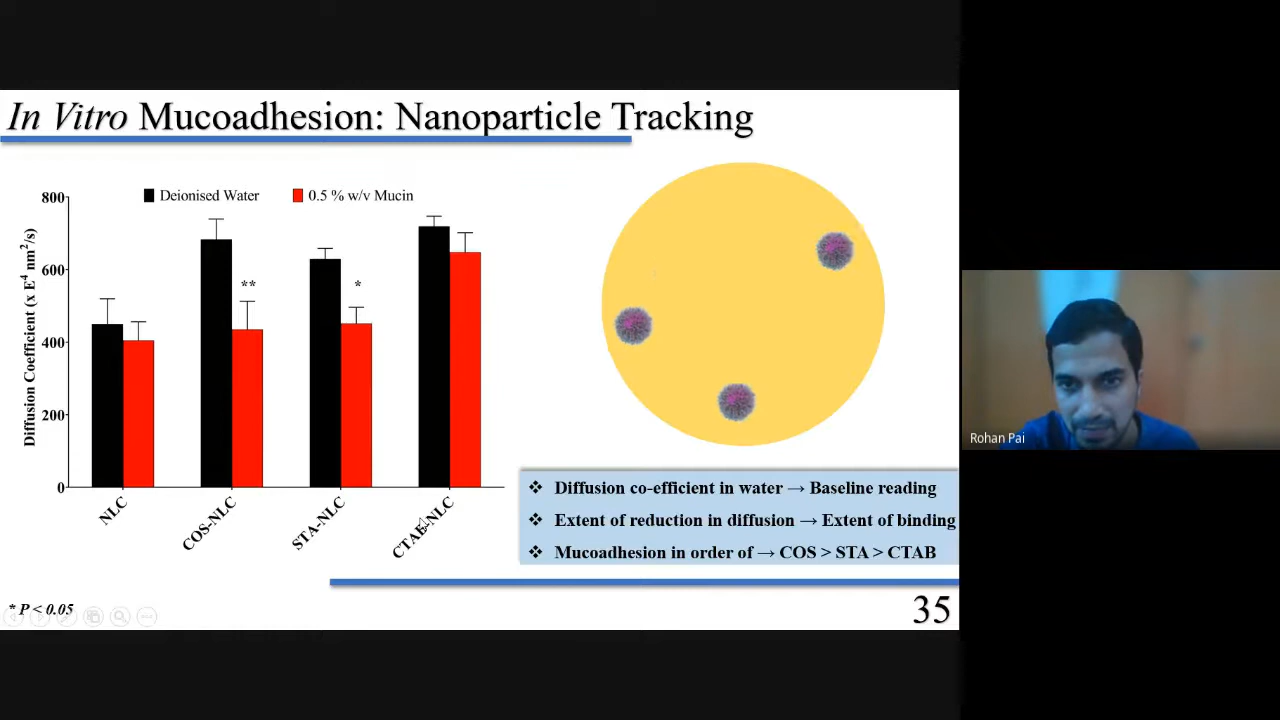 In Vitro Mucoadhesion: Nanoparticle Tracking
Deionised Water
0.5 % w/v Mucin
Diffusion Coefficient (x E⁴ nm²/s)
800
600
400
200
0
**
*
NLC
COS-NLC
STA-NLC
CTAB-NLC
❖ Diffusion co-efficient in water → Baseline reading
❖ Extent of reduction in diffusion → Extent of binding
❖ Mucoadhesion in order of → COS > STA > CTAB
* P < 0.05
35
Rohan Pai